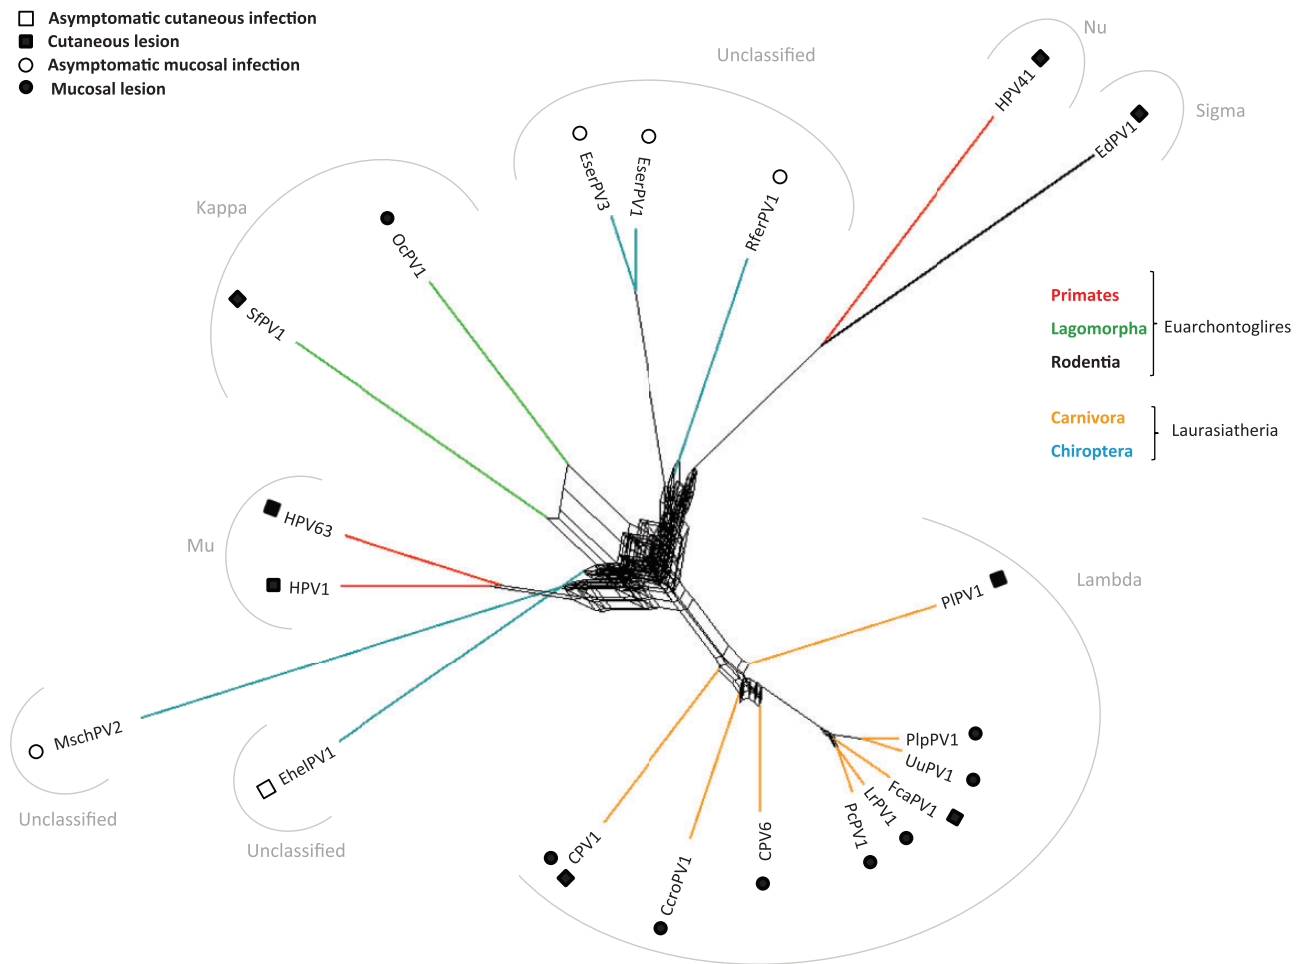 Asymptomatic cutaneous infection
Cutaneous lesion
Asymptomatic mucosal infection
Mucosal lesion
Unclassified
Nu
HPV41
Sigma
EdPV1
EserPV3
EserPV1
RferPV1
Kappa
OcPV1
SfPV1
Primates
Lagomorpha
Rodentia
Euarchontoglires
Carnivora
Chiroptera
Laurasiatheria
Mu
HPV63
HPV1
Lambda
PlPV1
MschPV2
Unclassified
EhelPV1
Unclassified
PlpPV1
UuPV1
FcaPV1
LrPV1
PcPV1
CPV6
CPV1
CcroPV1